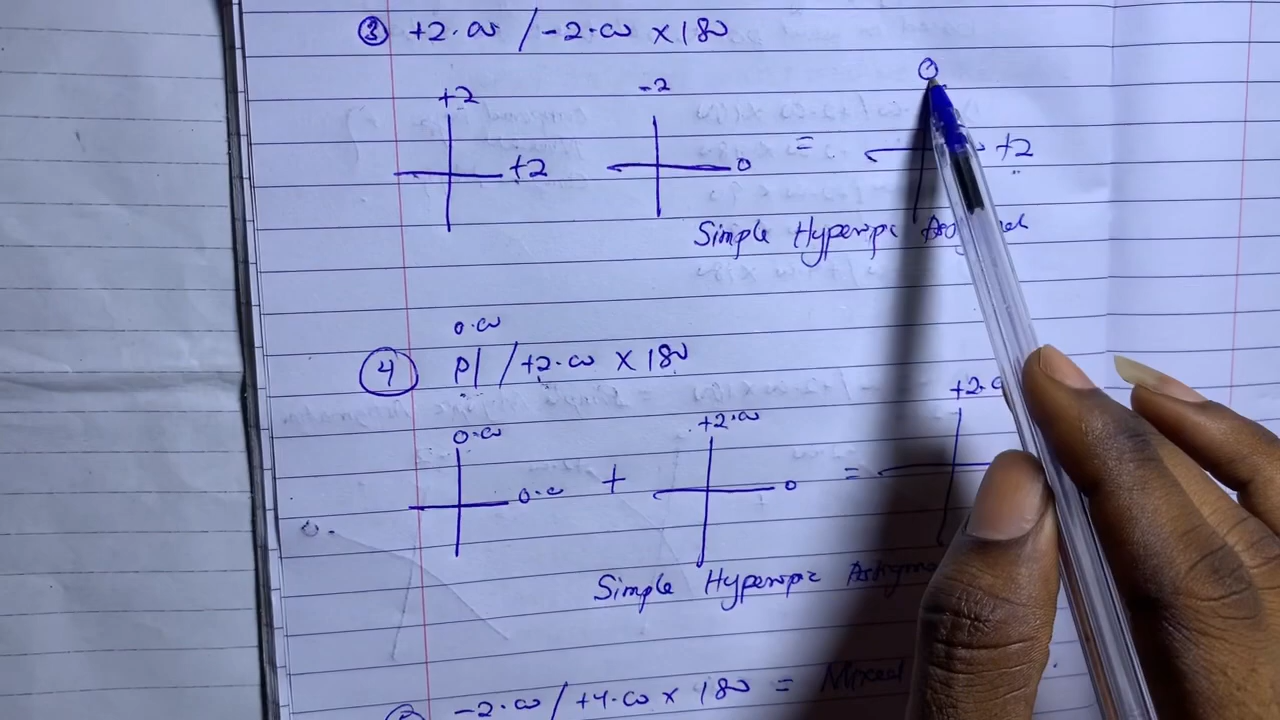 ③ +2.00 / -2.00 x 180
+2 -2 0
+2 0 = +2
Simple Hyperopic
0.00
④ Pl / +2.00 x 180
0.00 +2.00 +2.0
0.00 + 0 =
Simple Hyperopic
-2.00 / +4.00 x 180 = Mixed